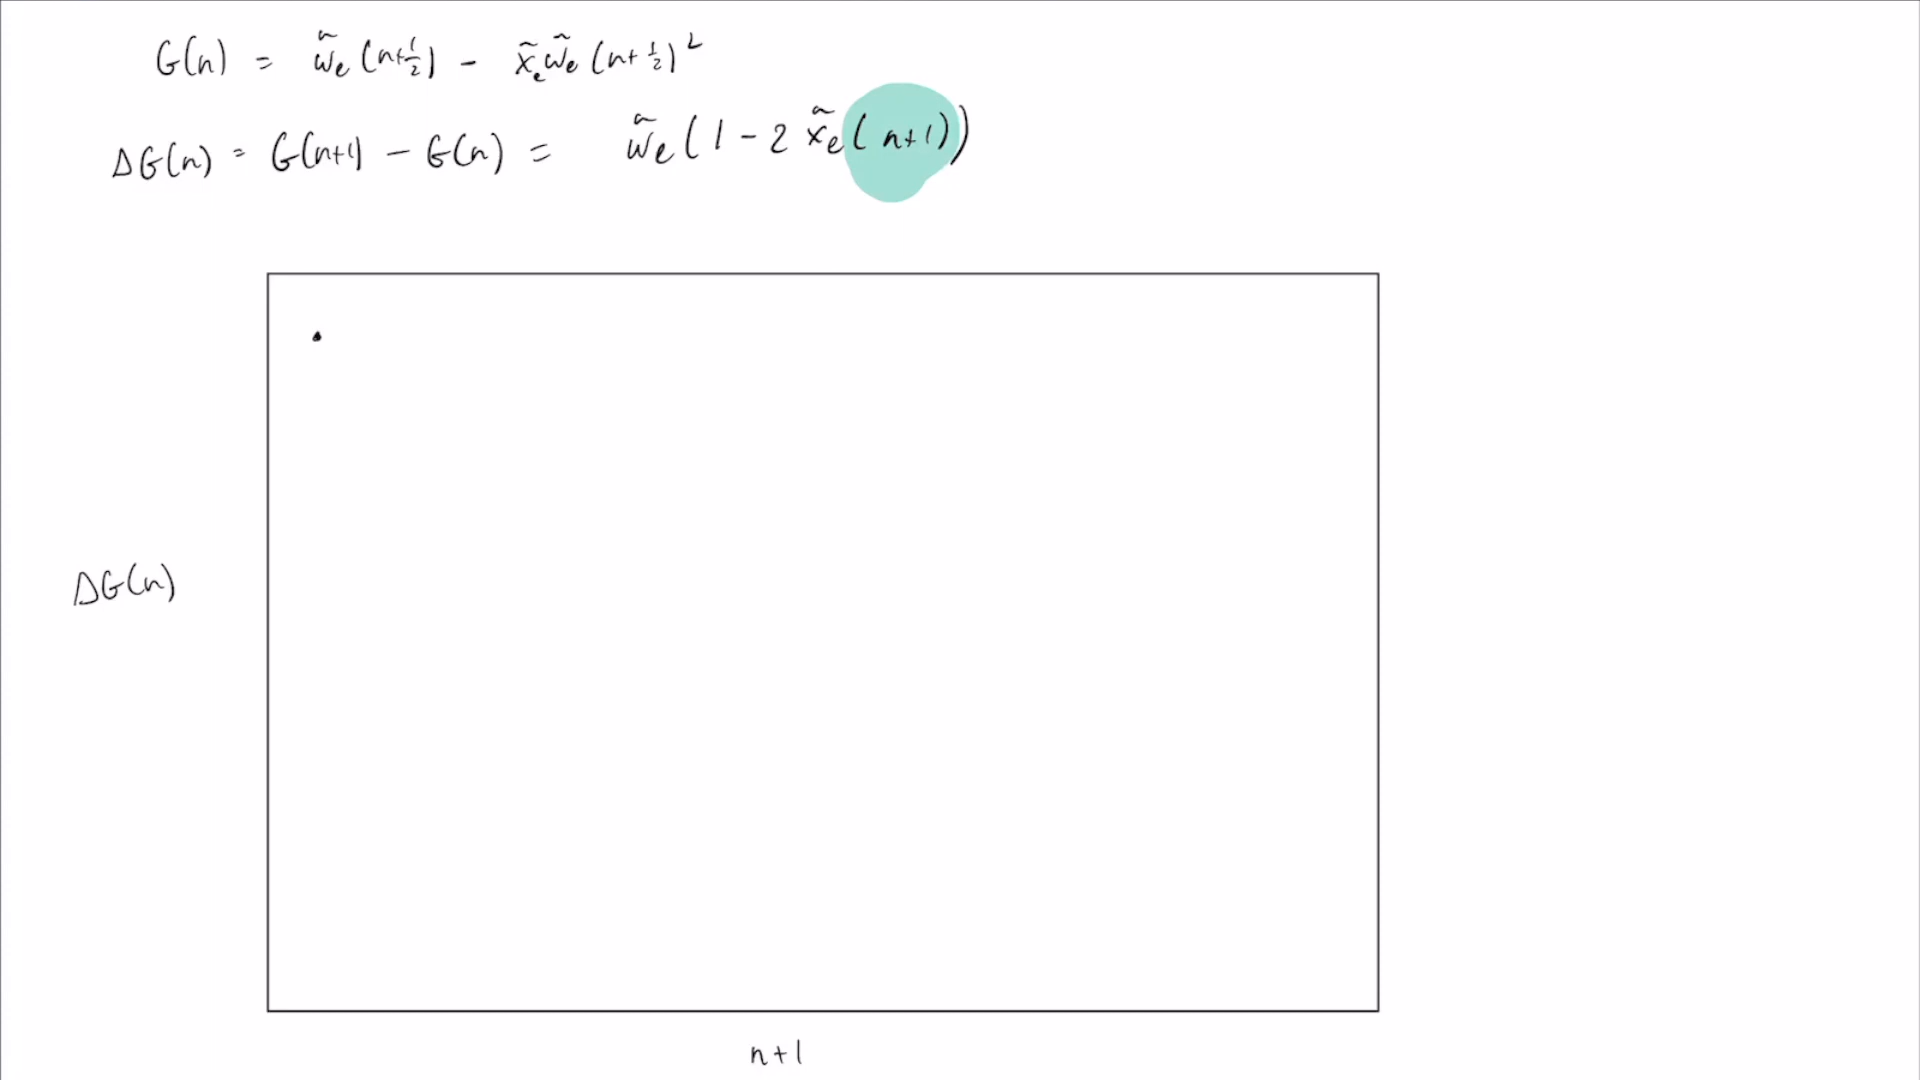 G(n) = w̃e (n+½) - x̃e w̃e (n+½)²
ΔG(n) = G(n+1) - G(n) = w̃e (1 - 2 x̃e (n+1))
ΔG(n)
n+1